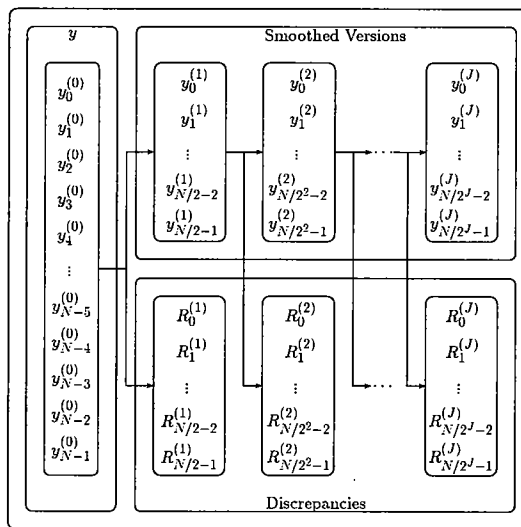 y
y_0^{(0)}
y_1^{(0)}
y_2^{(0)}
y_3^{(0)}
y_4^{(0)}
⋮
y_{N-5}^{(0)}
y_{N-4}^{(0)}
y_{N-3}^{(0)}
y_{N-2}^{(0)}
y_{N-1}^{(0)}
Smoothed Versions
y_0^{(1)}
y_1^{(1)}
⋮
y_{N/2-2}^{(1)}
y_{N/2-1}^{(1)}
y_0^{(2)}
y_1^{(2)}
⋮
y_{N/2^2-2}^{(2)}
y_{N/2^2-1}^{(2)}
...
y_0^{(J)}
y_1^{(J)}
⋮
y_{N/2^J-2}^{(J)}
y_{N/2^J-1}^{(J)}
R_0^{(1)}
R_1^{(1)}
⋮
R_{N/2-2}^{(1)}
R_{N/2-1}^{(1)}
R_0^{(2)}
R_1^{(2)}
⋮
R_{N/2^2-2}^{(2)}
R_{N/2^2-1}^{(2)}
...
R_0^{(J)}
R_1^{(J)}
⋮
R_{N/2^J-2}^{(J)}
R_{N/2^J-1}^{(J)}
Discrepancies